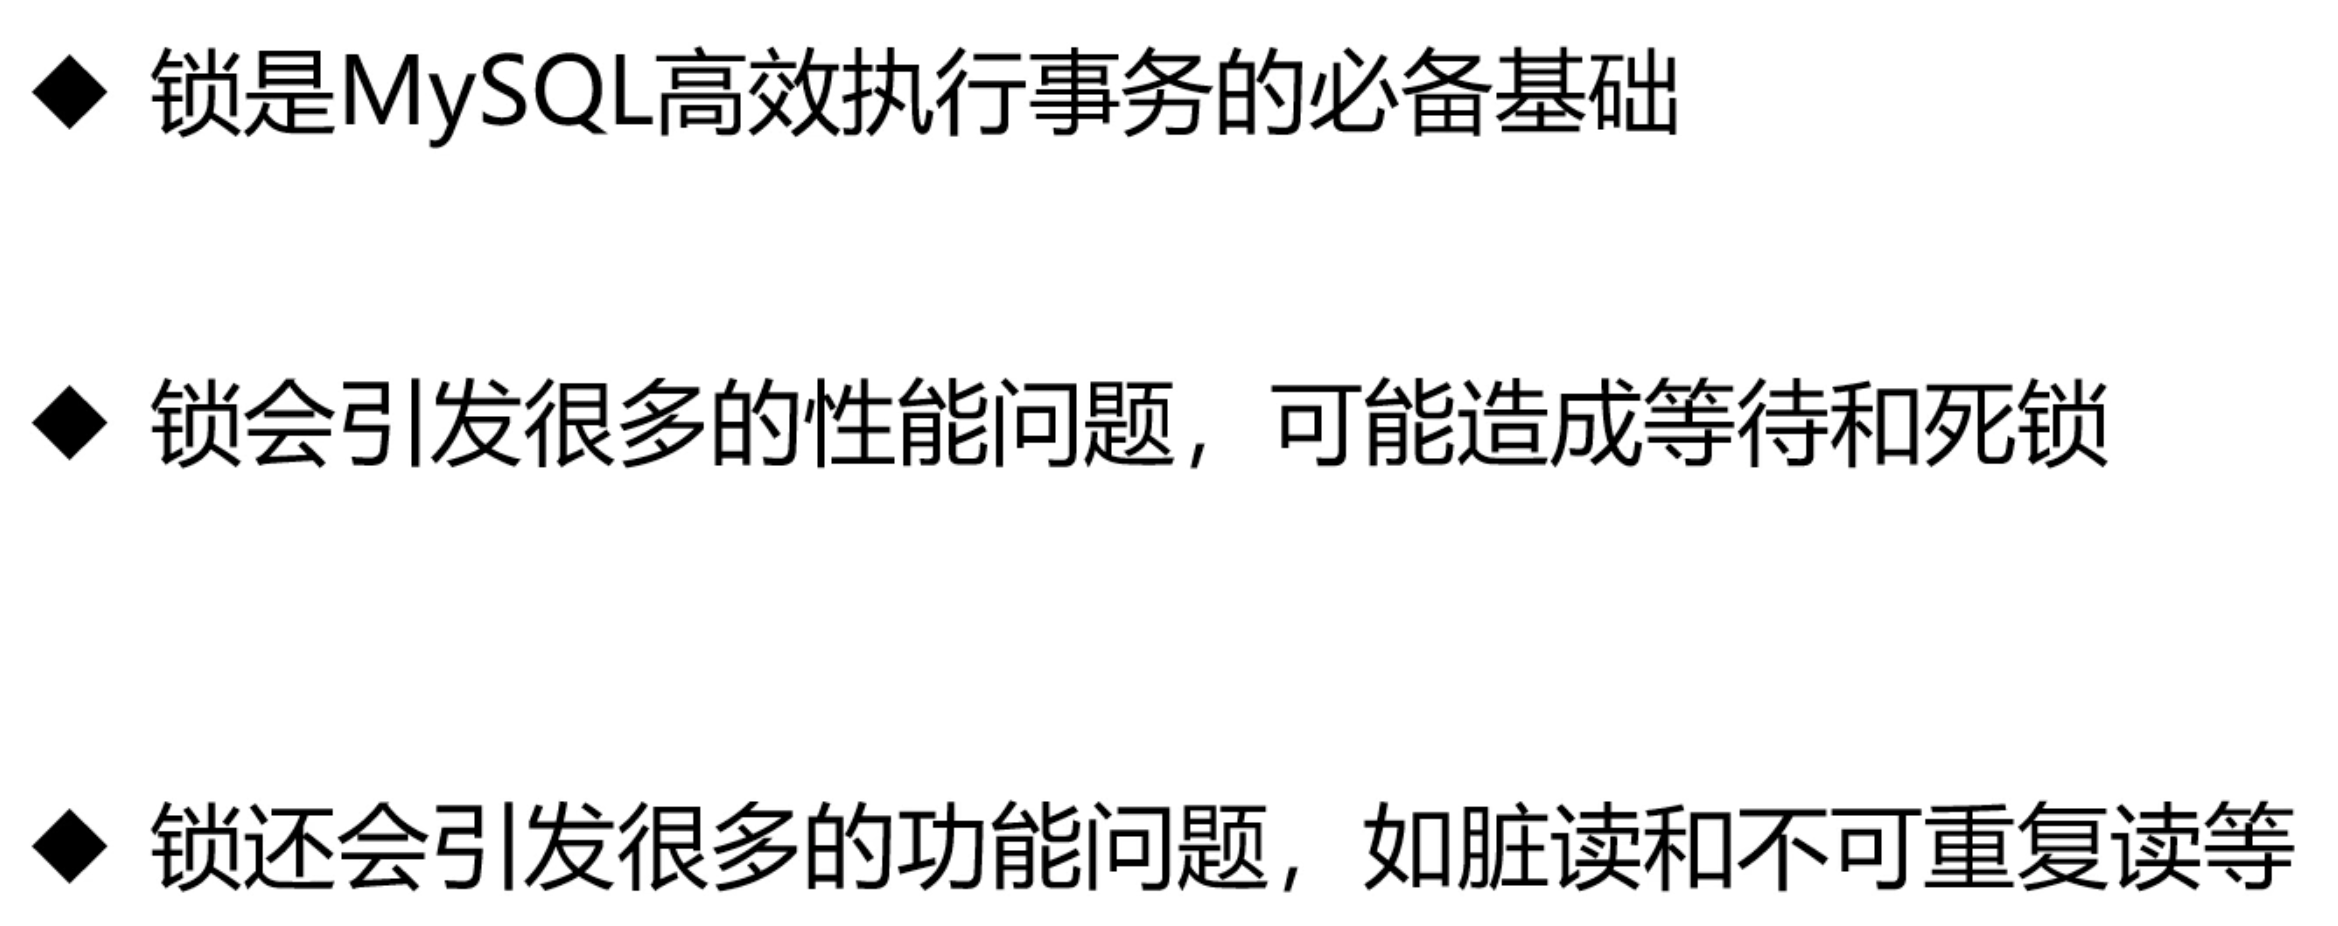 ◆ 锁是MySQL高效执行事务的必备基础
◆ 锁会引发很多的性能问题，可能造成等待和死锁
◆ 锁还会引发很多的功能问题，如脏读和不可重复读等